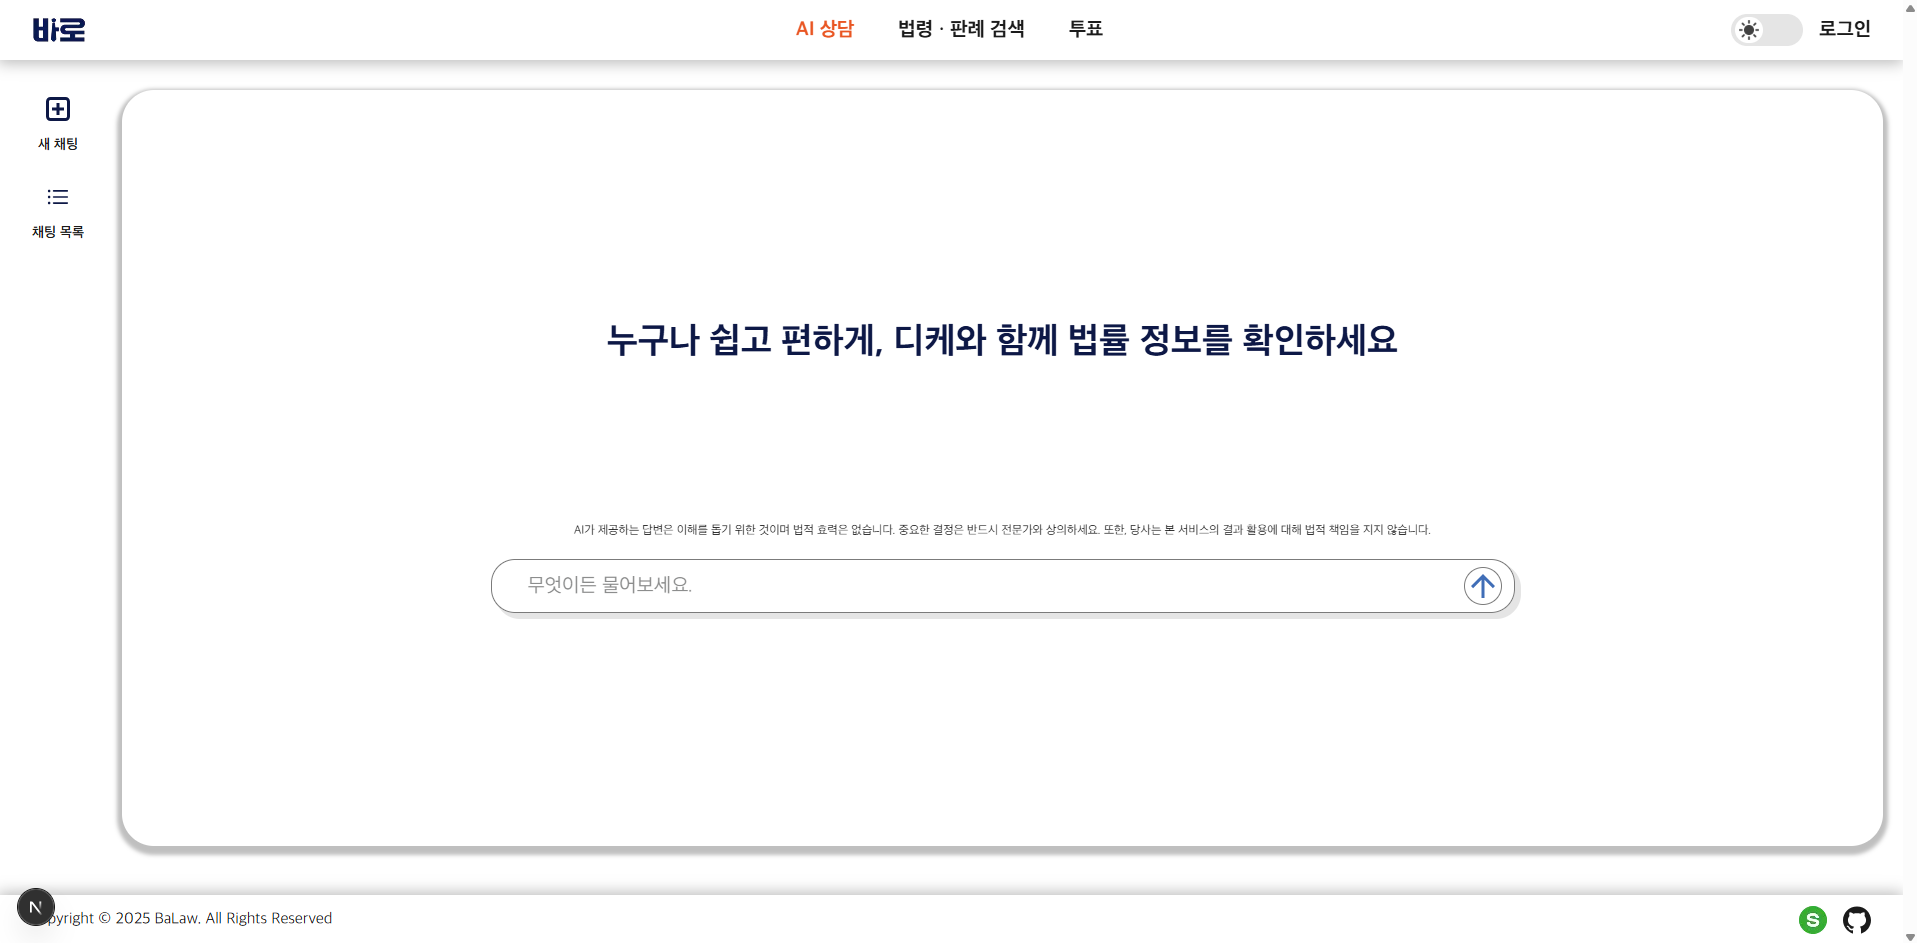 바로
AI 상담
법령 · 판례 검색
투표
로그인
새 채팅
채팅 목록
누구나 쉽고 편하게, 디케와 함께 법률 정보를 확인하세요
AI가 제공하는 답변은 이해를 돕기 위한 것이며 법적 효력은 없습니다. 중요한 결정은 반드시 전문가와 상의하세요. 또한, 당사는 본 서비스의 결과 활용에 대해 법적 책임을 지지 않습니다.
무엇이든 물어보세요.
N
pyright © 2025 BaLaw. All Rights Reserved
S